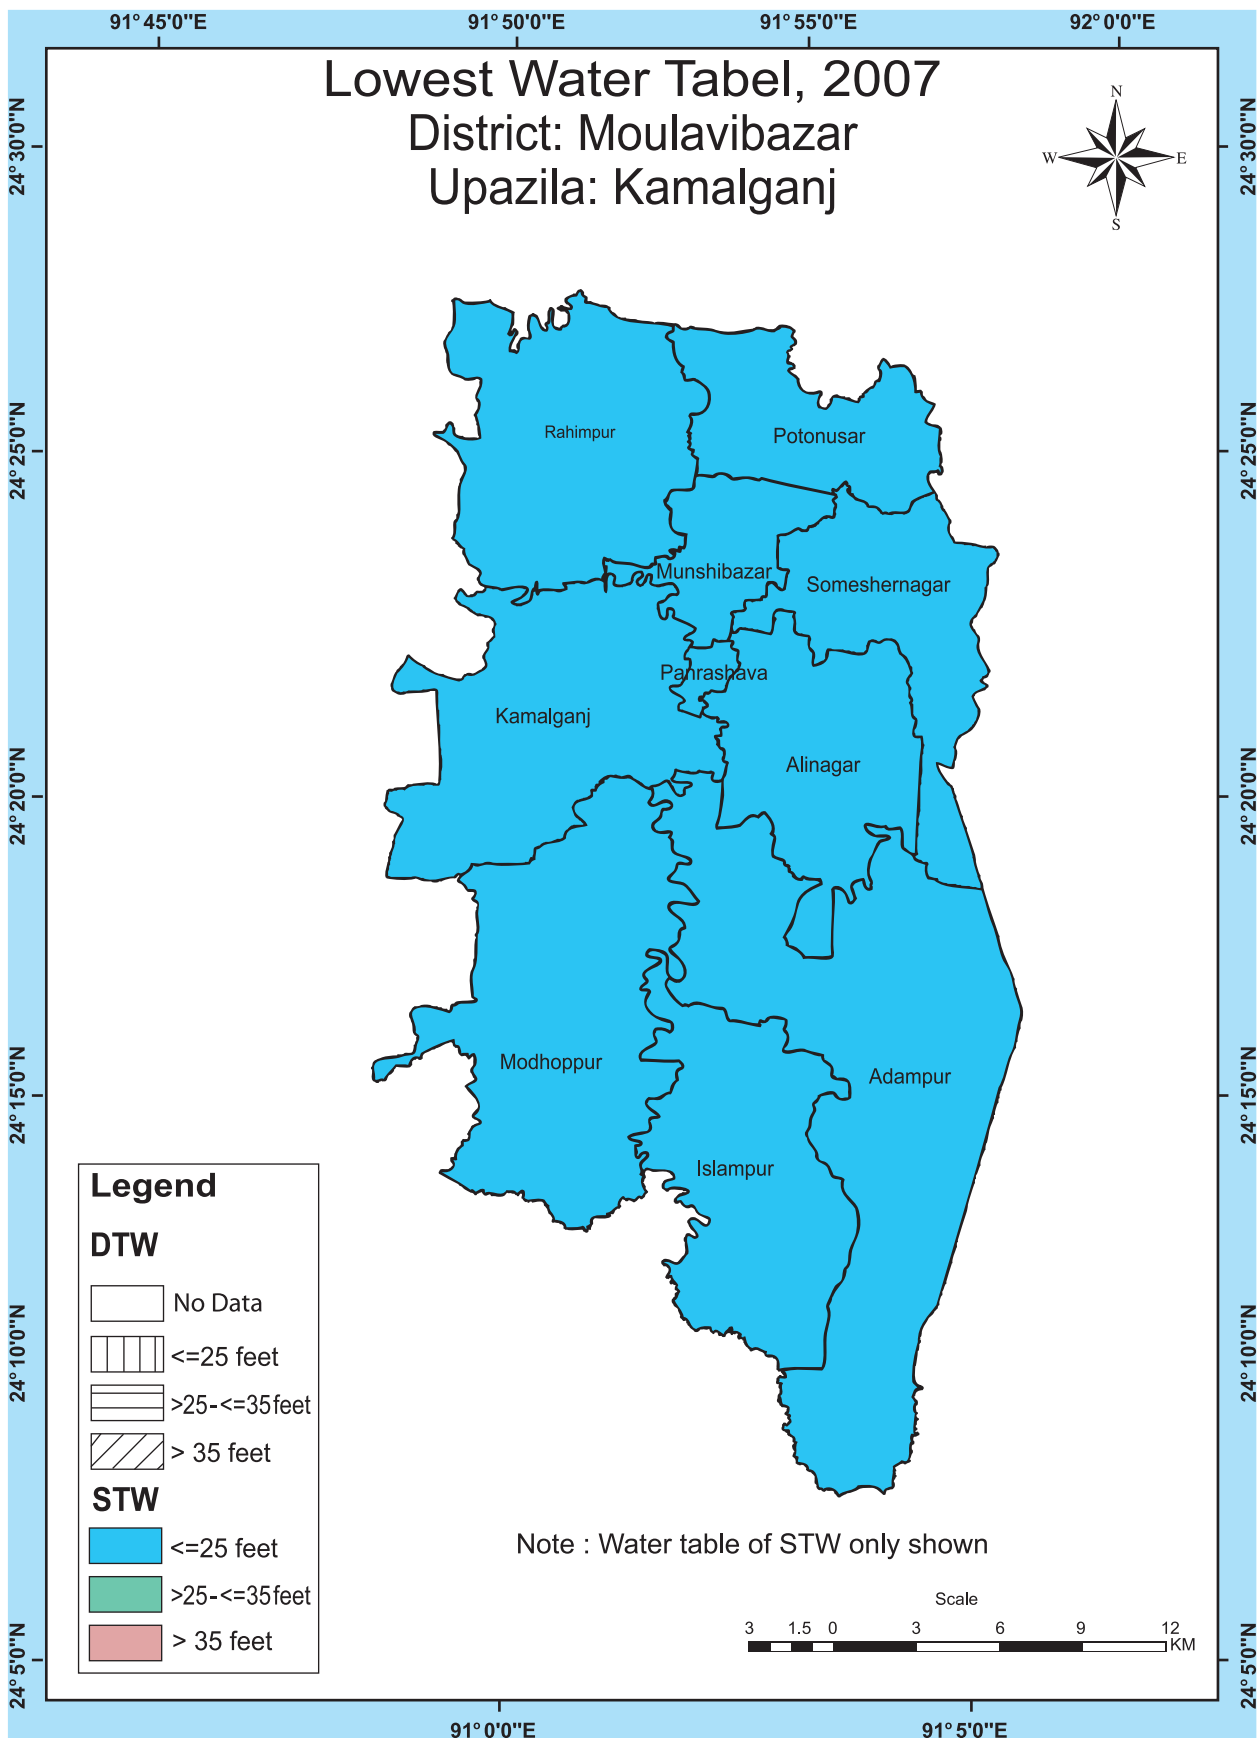 91°45'0"E 91°50'0"E 91°55'0"E 92°0'0"E
Lowest Water Tabel, 2007
District: Moulavibazar
Upazila: Kamalganj
N
W E
S
24°30'0"N 24°30'0"N
24°25'0"N 24°25'0"N
24°20'0"N 24°20'0"N
24°15'0"N 24°15'0"N
24°10'0"N 24°10'0"N
24°5'0"N 24°5'0"N
Rahimpur
Potonusar
Munshibazar
Someshernagar
Panrashava
Kamalganj
Alinagar
Modhoppur
Adampur
Islampur
Legend
DTW
No Data
<=25 feet
>25-<=35feet
> 35 feet
STW
<=25 feet
>25-<=35feet
> 35 feet
Note : Water table of STW only shown
Scale
3 1.5 0 3 6 9 12
KM
91°0'0"E 91°5'0"E